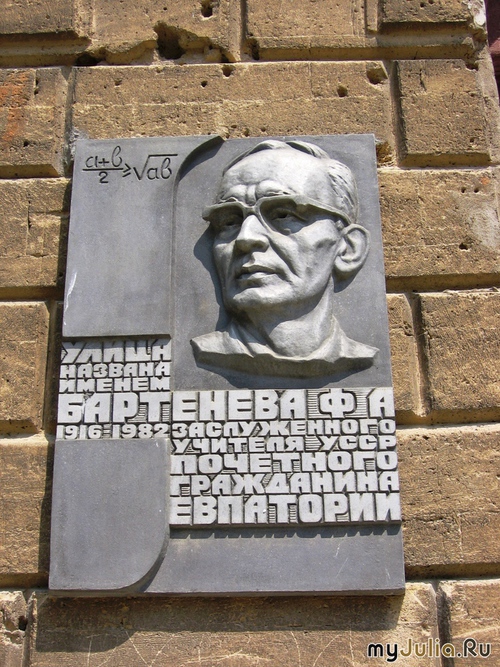 a+b/2 ≥ √ab
УЛИЦА
НАЗВАНА
ИМЕНЕМ
БАРТЕНЕВА Ф А
1916-1982 ЗАСЛУЖЕННОГО
УЧИТЕЛЯ УССР
ПОЧЕТНОГО
ГРАЖДАНИНА
ЕВПАТОРИИ
myJulia.Ru